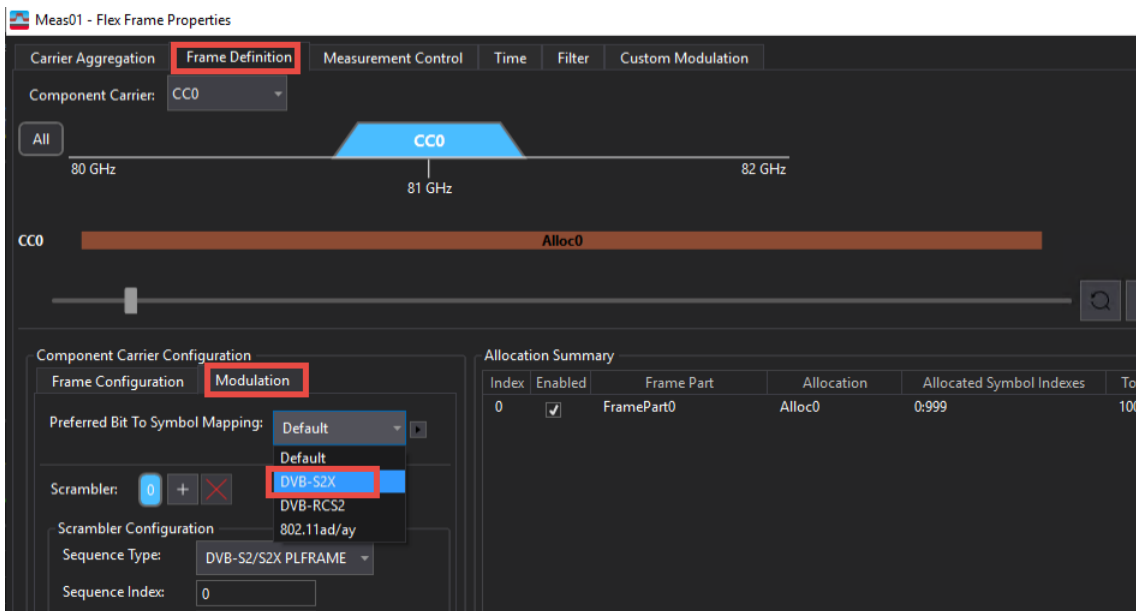 Meas01 - Flex Frame Properties
Carrier Aggregation Frame Definition Measurement Control Time Filter Custom Modulation
Component Carrier: CC0
All
CC0
80 GHz 82 GHz
81 GHz
CC0 Alloc0
Component Carrier Configuration
Frame Configuration Modulation
Preferred Bit To Symbol Mapping: Default
Default
DVB-S2X
DVB-RCS2
802.11ad/ay
Scrambler: 0 +
Scrambler Configuration
Sequence Type: DVB-S2/S2X PLFRAME
Sequence Index: 0
Allocation Summary
Index Enabled Frame Part Allocation Allocated Symbol Indexes
0 FramePart0 Alloc0 0:999